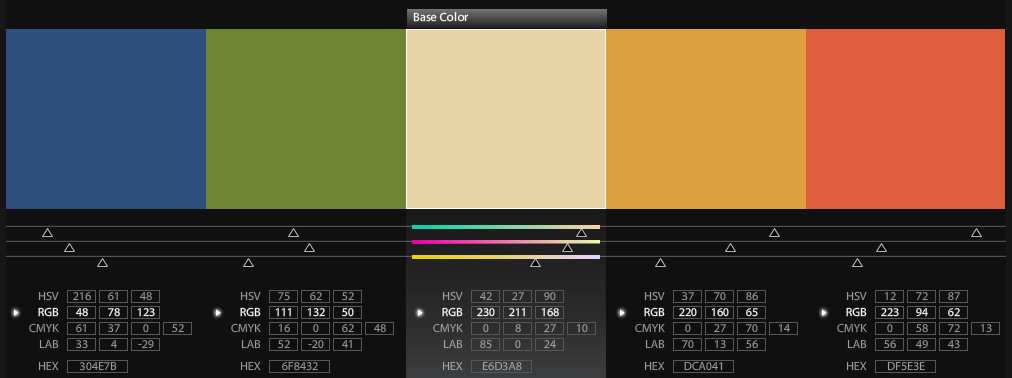 Base Color
HSV 216 61 48 HSV 75 62 52 HSV 42 27 90 HSV 37 70 86 HSV 12 72 87
RGB 48 78 123 RGB 111 132 50 RGB 230 211 168 RGB 220 160 65 RGB 223 94 62
CMYK 61 37 0 52 CMYK 16 0 62 48 CMYK 0 8 27 10 CMYK 0 27 70 14 CMYK 0 58 72 13
LAB 33 4 -29 LAB 52 -20 41 LAB 85 0 24 LAB 70 13 56 LAB 56 49 43
HEX 304E7B HEX 6F8432 HEX E6D3A8 HEX DCA041 HEX DF5E3E